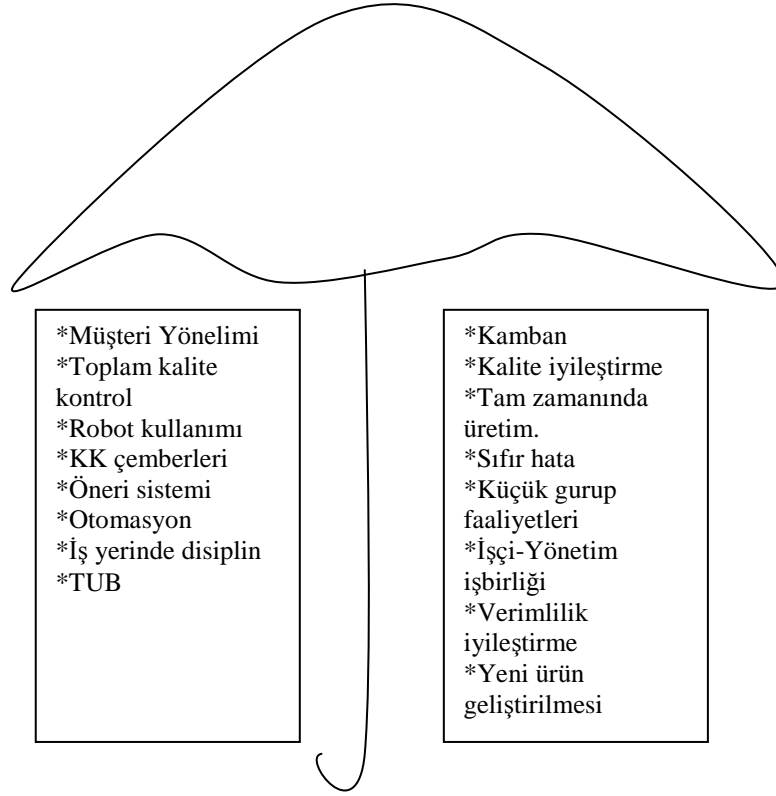 *Müşteri Yönelimi
*Toplam kalite
kontrol
*Robot kullanımı
*KK çemberleri
*Öneri sistemi
*Otomasyon
*İş yerinde disiplin
*TUB
*Kamban
*Kalite iyileştirme
*Tam zamanında
üretim.
*Sıfır hata
*Küçük gurup
faaliyetleri
*İşçi-Yönetim
işbirliği
*Verimlilik
iyileştirme
*Yeni ürün
geliştirilmesi